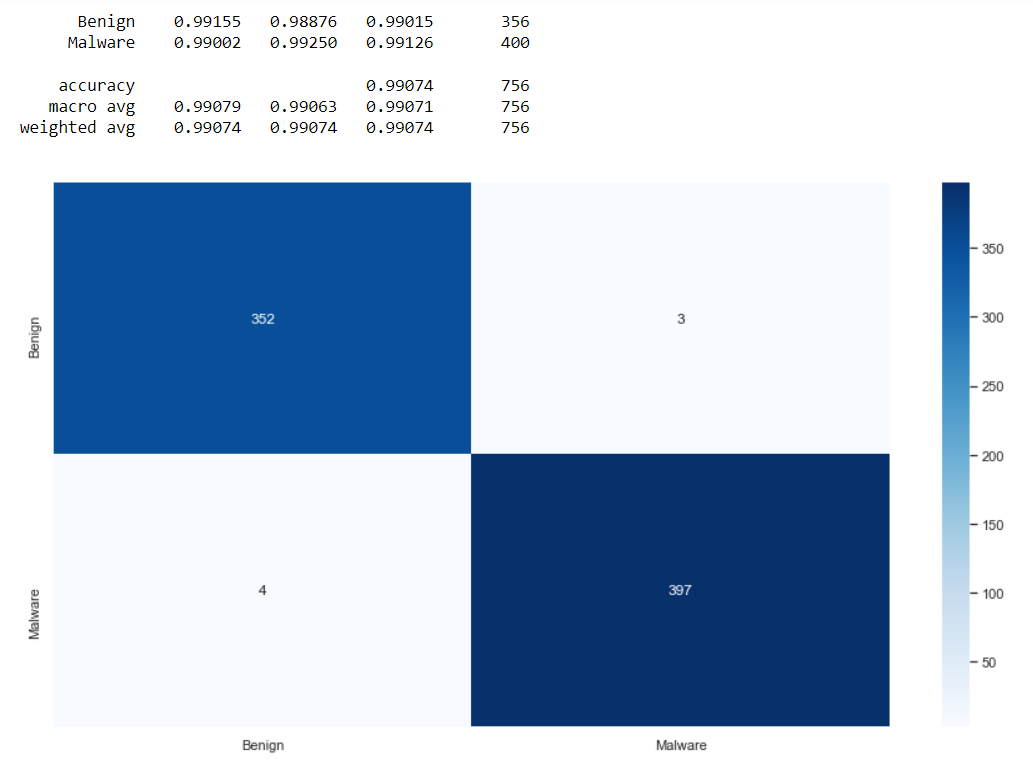 Benign 0.99155 0.98876 0.99015 356
Malware 0.99002 0.99250 0.99126 400
accuracy 0.99074 756
macro avg 0.99079 0.99063 0.99071 756
weighted avg 0.99074 0.99074 0.99074 756
350
Benign 352 3
300
250
200
150
Malware 4 397
100
50
Benign Malware